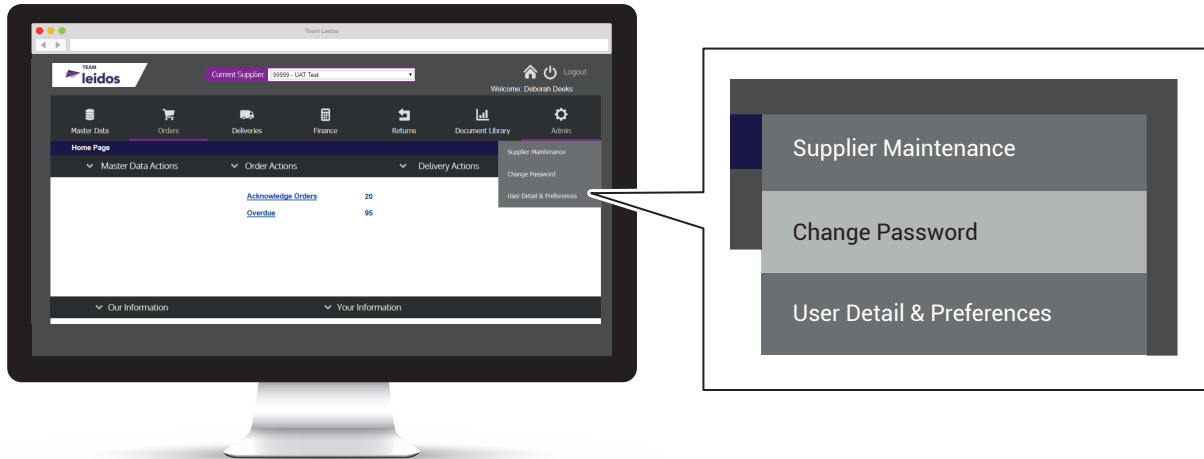 Team Leidos
TEAM
leidos
Current Supplier 99999 - UAT Test
Logout
Welcome: Deborah Deeks
Master Data Orders Deliveries Finance Returns Document Library Admin
Home Page
Master Data Actions Order Actions Delivery Actions
Supplier Maintenance
Change Password
User Detail & Preferences
Acknowledge Orders 20
Overdue 95
Our Information Your Information
Supplier Maintenance
Change Password
User Detail & Preferences